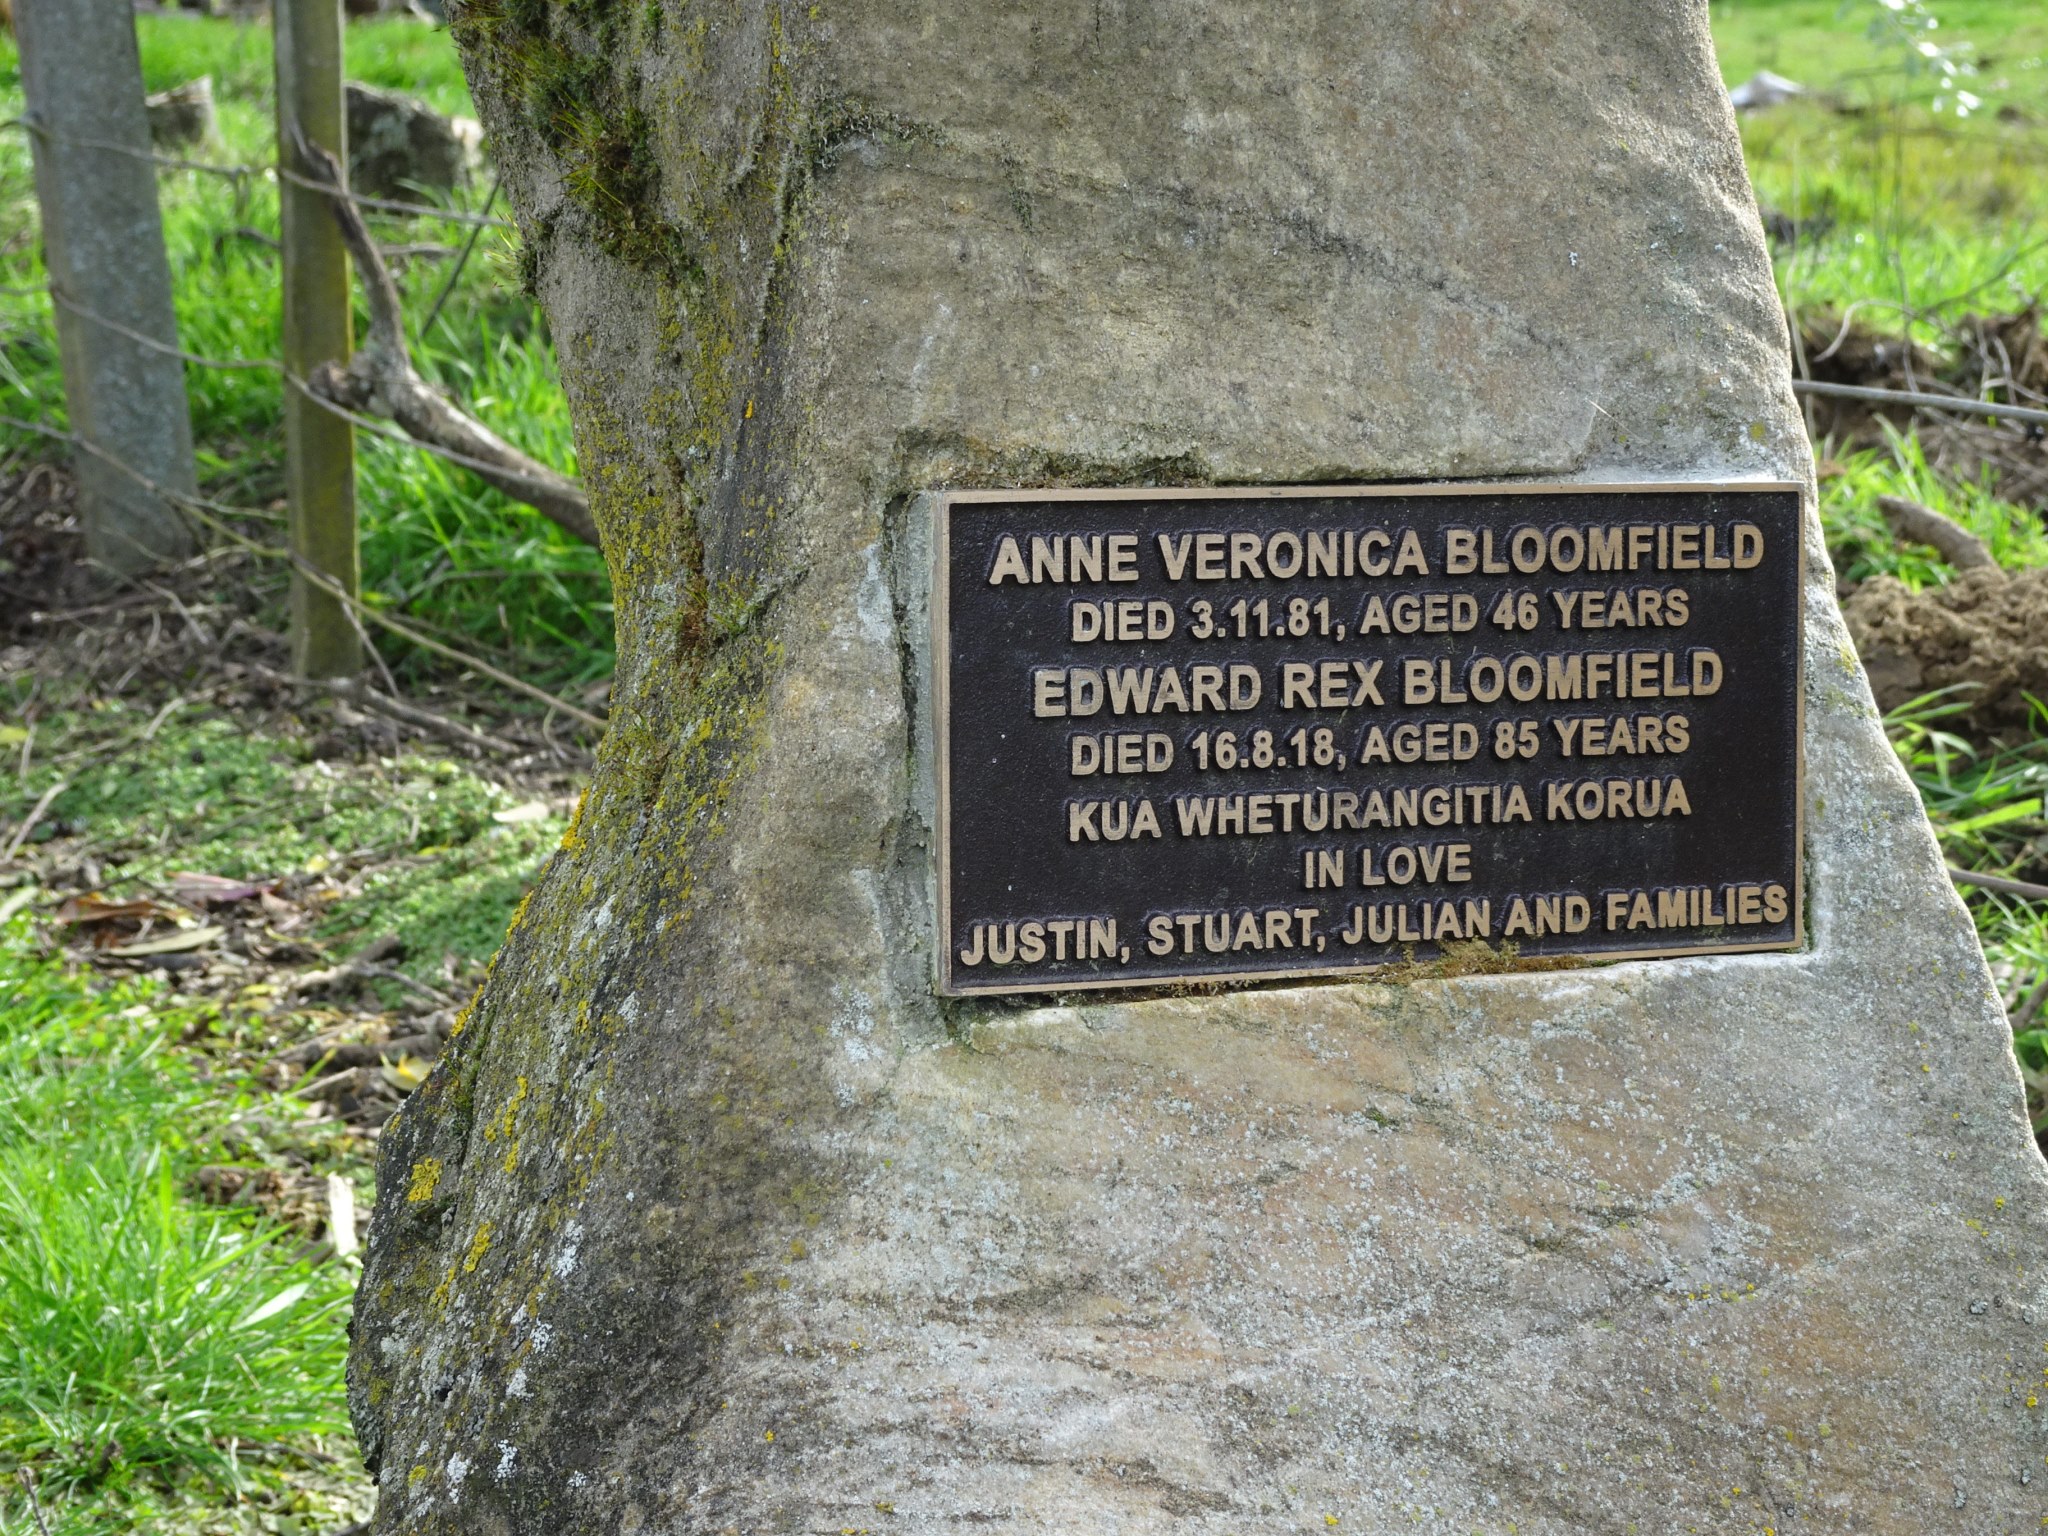 ANNE VERONICA BLOOMFIELD
DIED 3.11.81, AGED 46 YEARS
EDWARD REX BLOOMFIELD
DIED 16.8.18, AGED 85 YEARS
KUA WHETURANGITIA KORUA
IN LOVE
JUSTIN, STUART, JULIAN AND FAMILIES